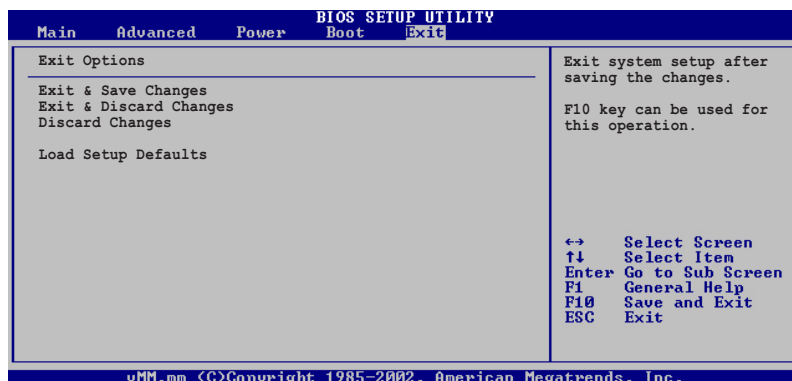 BIOS SETUP UTILITY
Main Advanced Power Boot Exit
Exit Options
Exit & Save Changes
Exit & Discard Changes
Discard Changes
Load Setup Defaults
Exit system setup after
saving the changes.
F10 key can be used for
this operation.
↔ Select Screen
↑↓ Select Item
Enter Go to Sub Screen
F1 General Help
F10 Save and Exit
ESC Exit
vMM.mm (C)Copyright 1985-2002, American Megatrends, Inc.